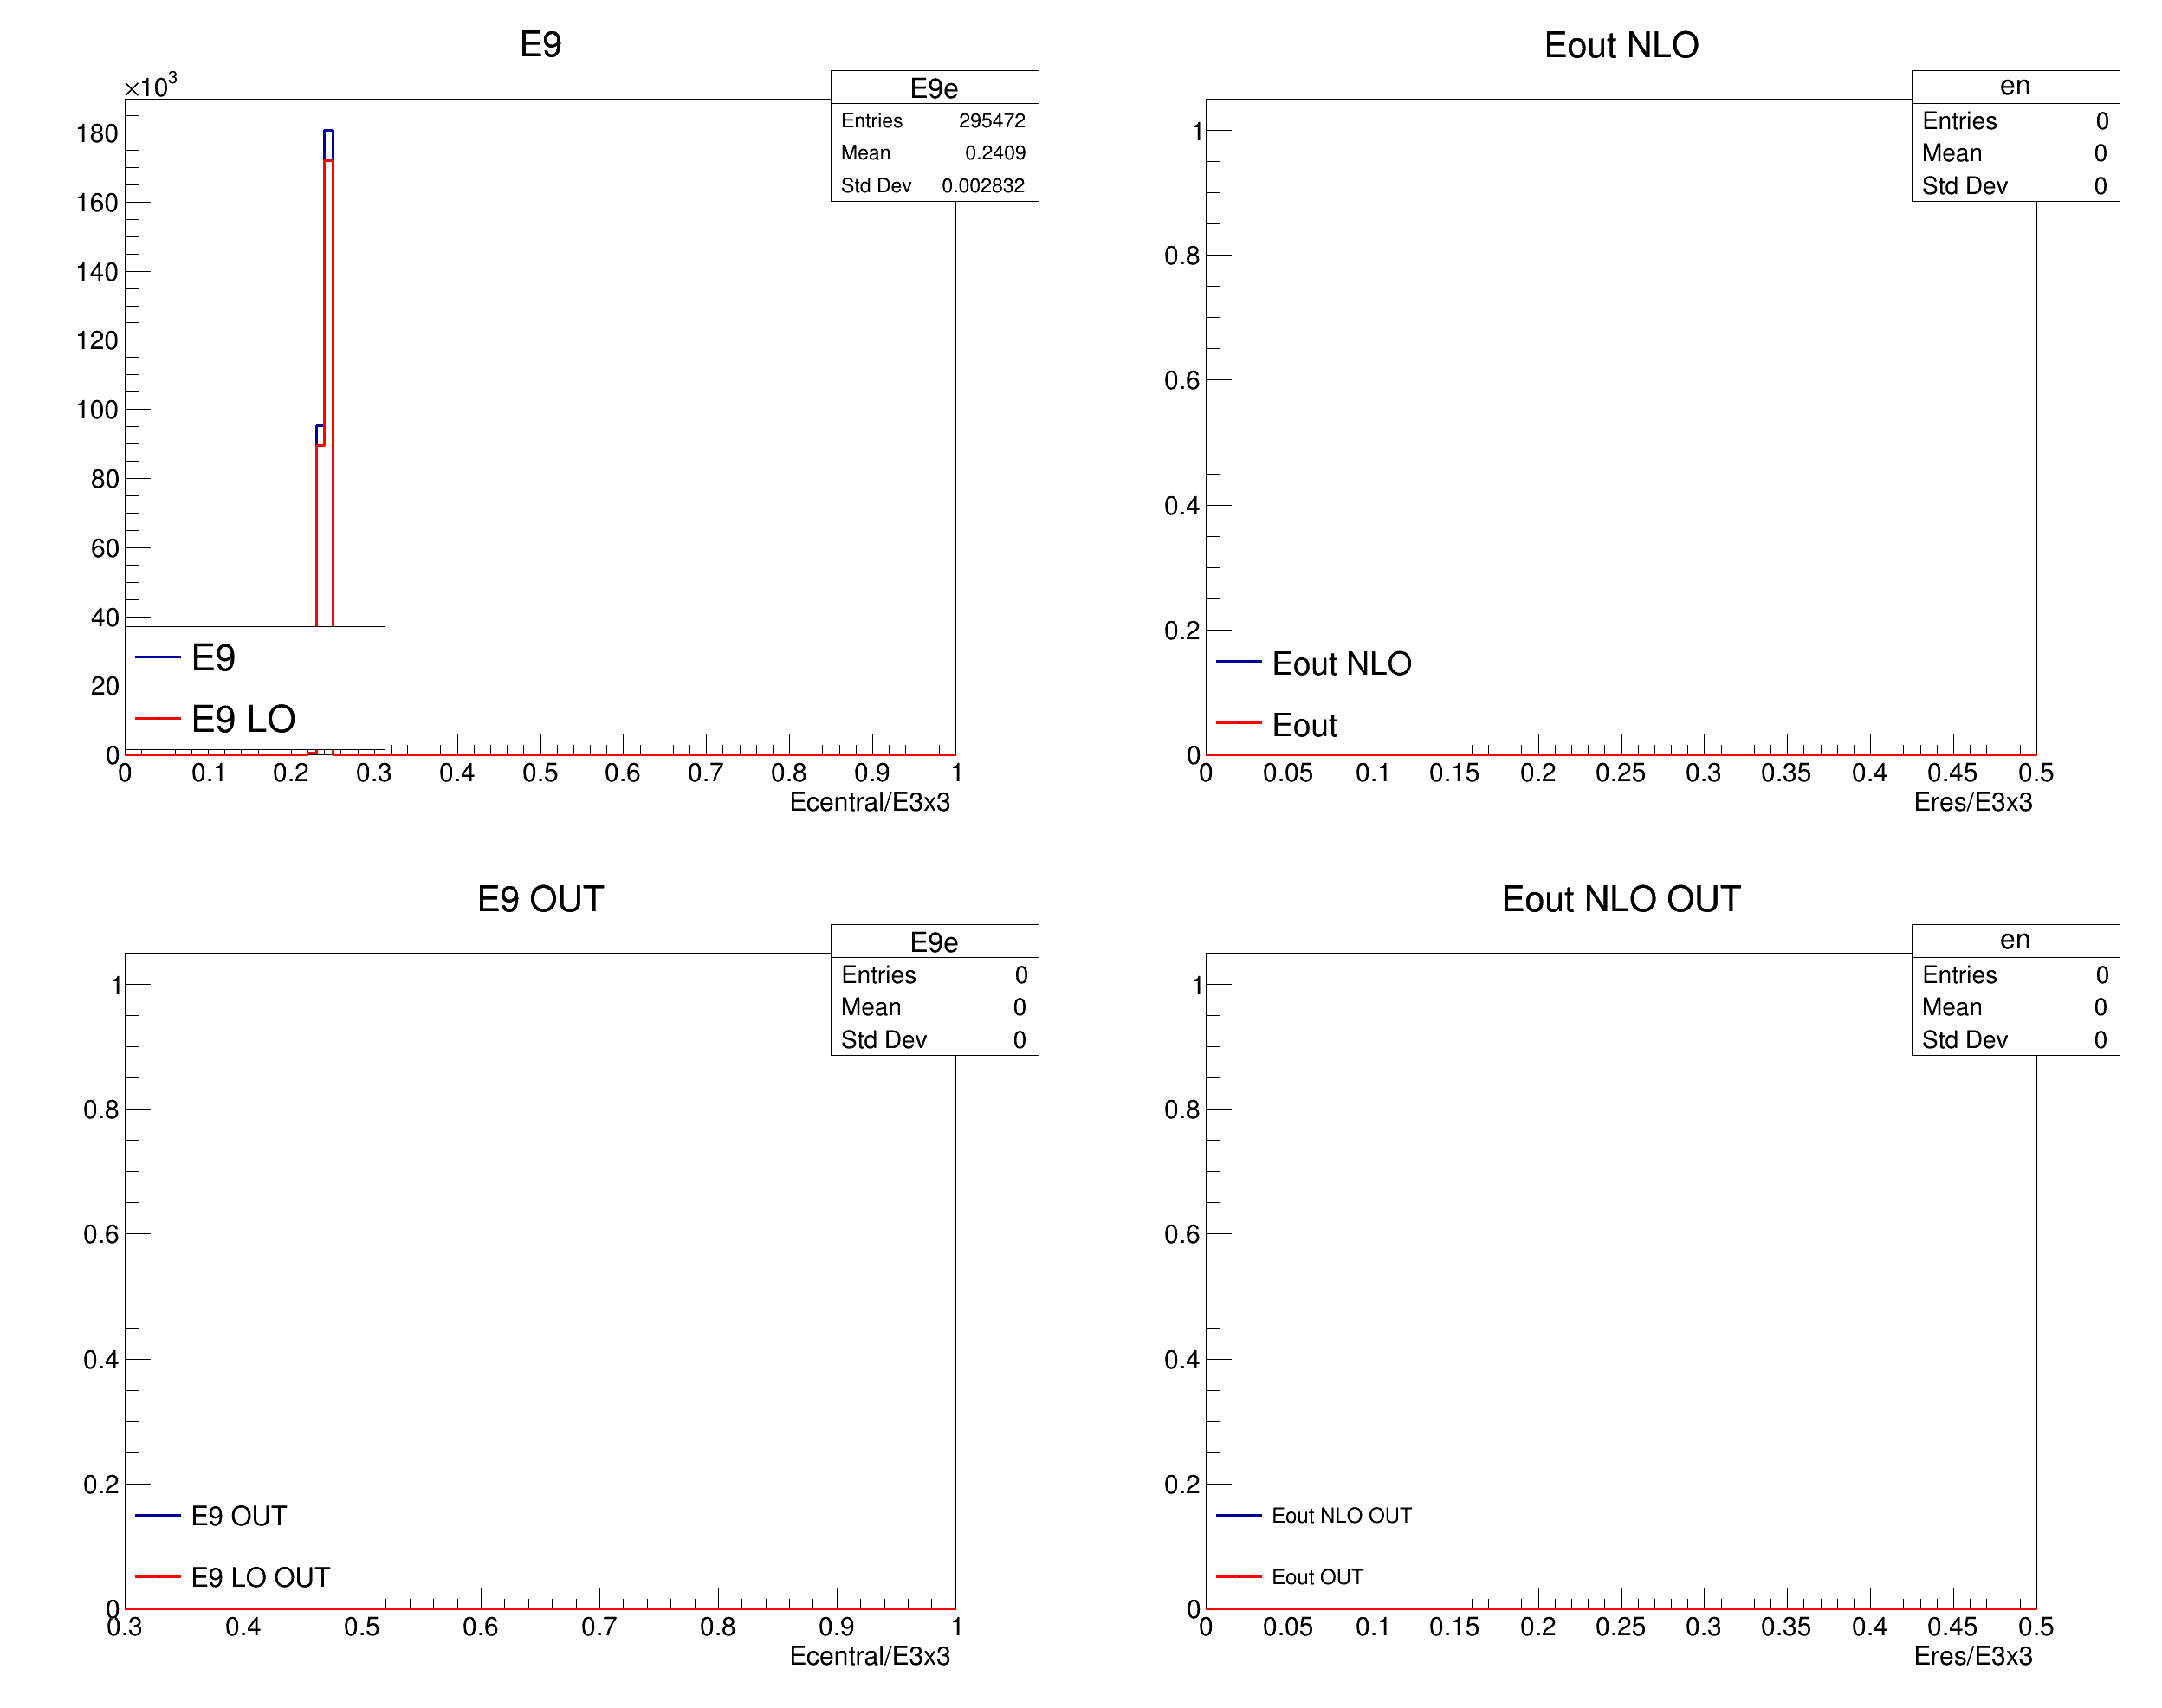 E9
×10³
E9e
Entries 295472
Mean 0.2409
Std Dev 0.002832
180
160
140
120
100
80
60
40
20
0
E9
E9 LO
0 0.1 0.2 0.3 0.4 0.5 0.6 0.7 0.8 0.9 1
Ecentral/E3x3
Eout NLO
en
Entries 0
Mean 0
Std Dev 0
1
0.8
0.6
0.4
0.2
0
Eout NLO
Eout
0 0.05 0.1 0.15 0.2 0.25 0.3 0.35 0.4 0.45 0.5
Eres/E3x3
E9 OUT
E9e
Entries 0
Mean 0
Std Dev 0
1
0.8
0.6
0.4
0.2
0
E9 OUT
E9 LO OUT
0.3 0.4 0.5 0.6 0.7 0.8 0.9 1
Ecentral/E3x3
Eout NLO OUT
en
Entries 0
Mean 0
Std Dev 0
1
0.8
0.6
0.4
0.2
0
Eout NLO OUT
Eout OUT
0 0.05 0.1 0.15 0.2 0.25 0.3 0.35 0.4 0.45 0.5
Eres/E3x3